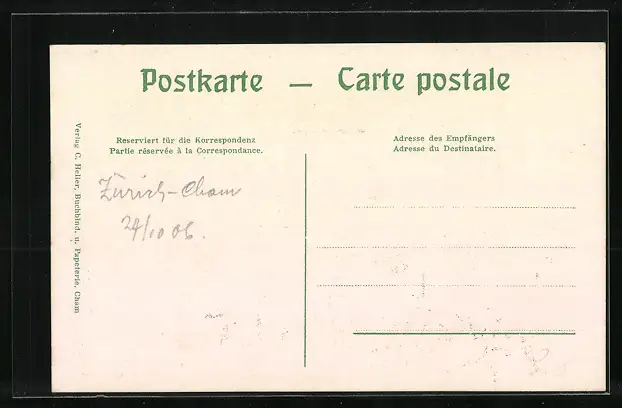 Postkarte — Carte postale
Reserviert für die Korrespondenz
Partie réservée à la Correspondance.
Adresse des Empfängers
Adresse du Destinataire.
Zürich-Cham
24/10 06.
Verlag C. Heller, Buchbind. u. Papeterie, Cham